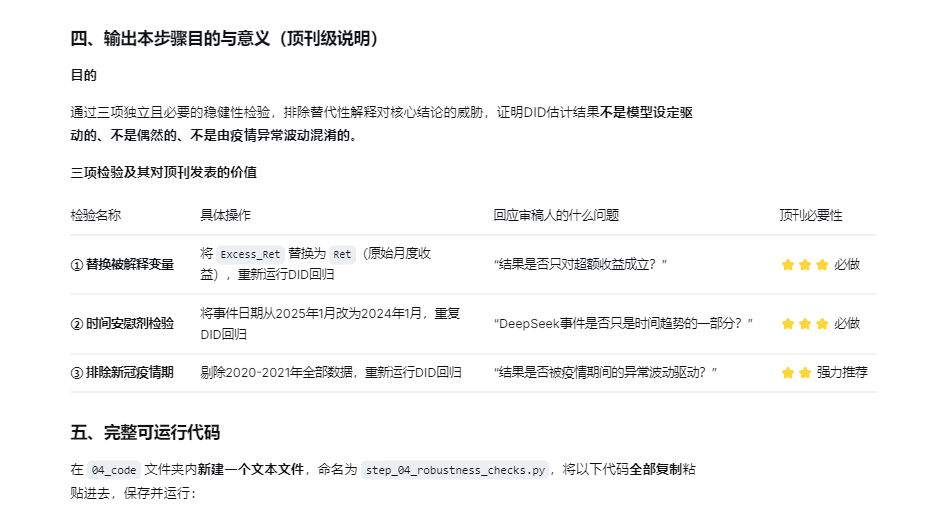 四、输出本步骤目的与意义（顶刊级说明）
目的
通过三项独立且必要的稳健性检验，排除替代性解释对核心结论的威胁，证明DID估计结果不是模型设定驱
动的、不是偶然的、不是由疫情异常波动混淆的。
三项检验及其对顶刊发表的价值
检验名称 具体操作 回应审稿人的什么问题 顶刊必要性
① 替换被解释变量 将 Excess_Ret 替换为 Ret （原始月度收
益），重新运行DID回归 “结果是否只对超额收益成立？” ⭐⭐⭐ 必做
② 时间安慰剂检验 将事件日期从2025年1月改为2024年1月，重复
DID回归 “DeepSeek事件是否只是时间趋势的一部分？” ⭐⭐⭐ 必做
③ 排除新冠疫情期 剔除2020-2021年全部数据，重新运行DID回归 “结果是否被疫情期间的异常波动驱动？” ⭐⭐ 强力推荐
五、完整可运行代码
在 04_code 文件夹内新建一个文本文件，命名为 step_04_robustness_checks.py，将以下代码全部复制粘
贴进去，保存并运行：